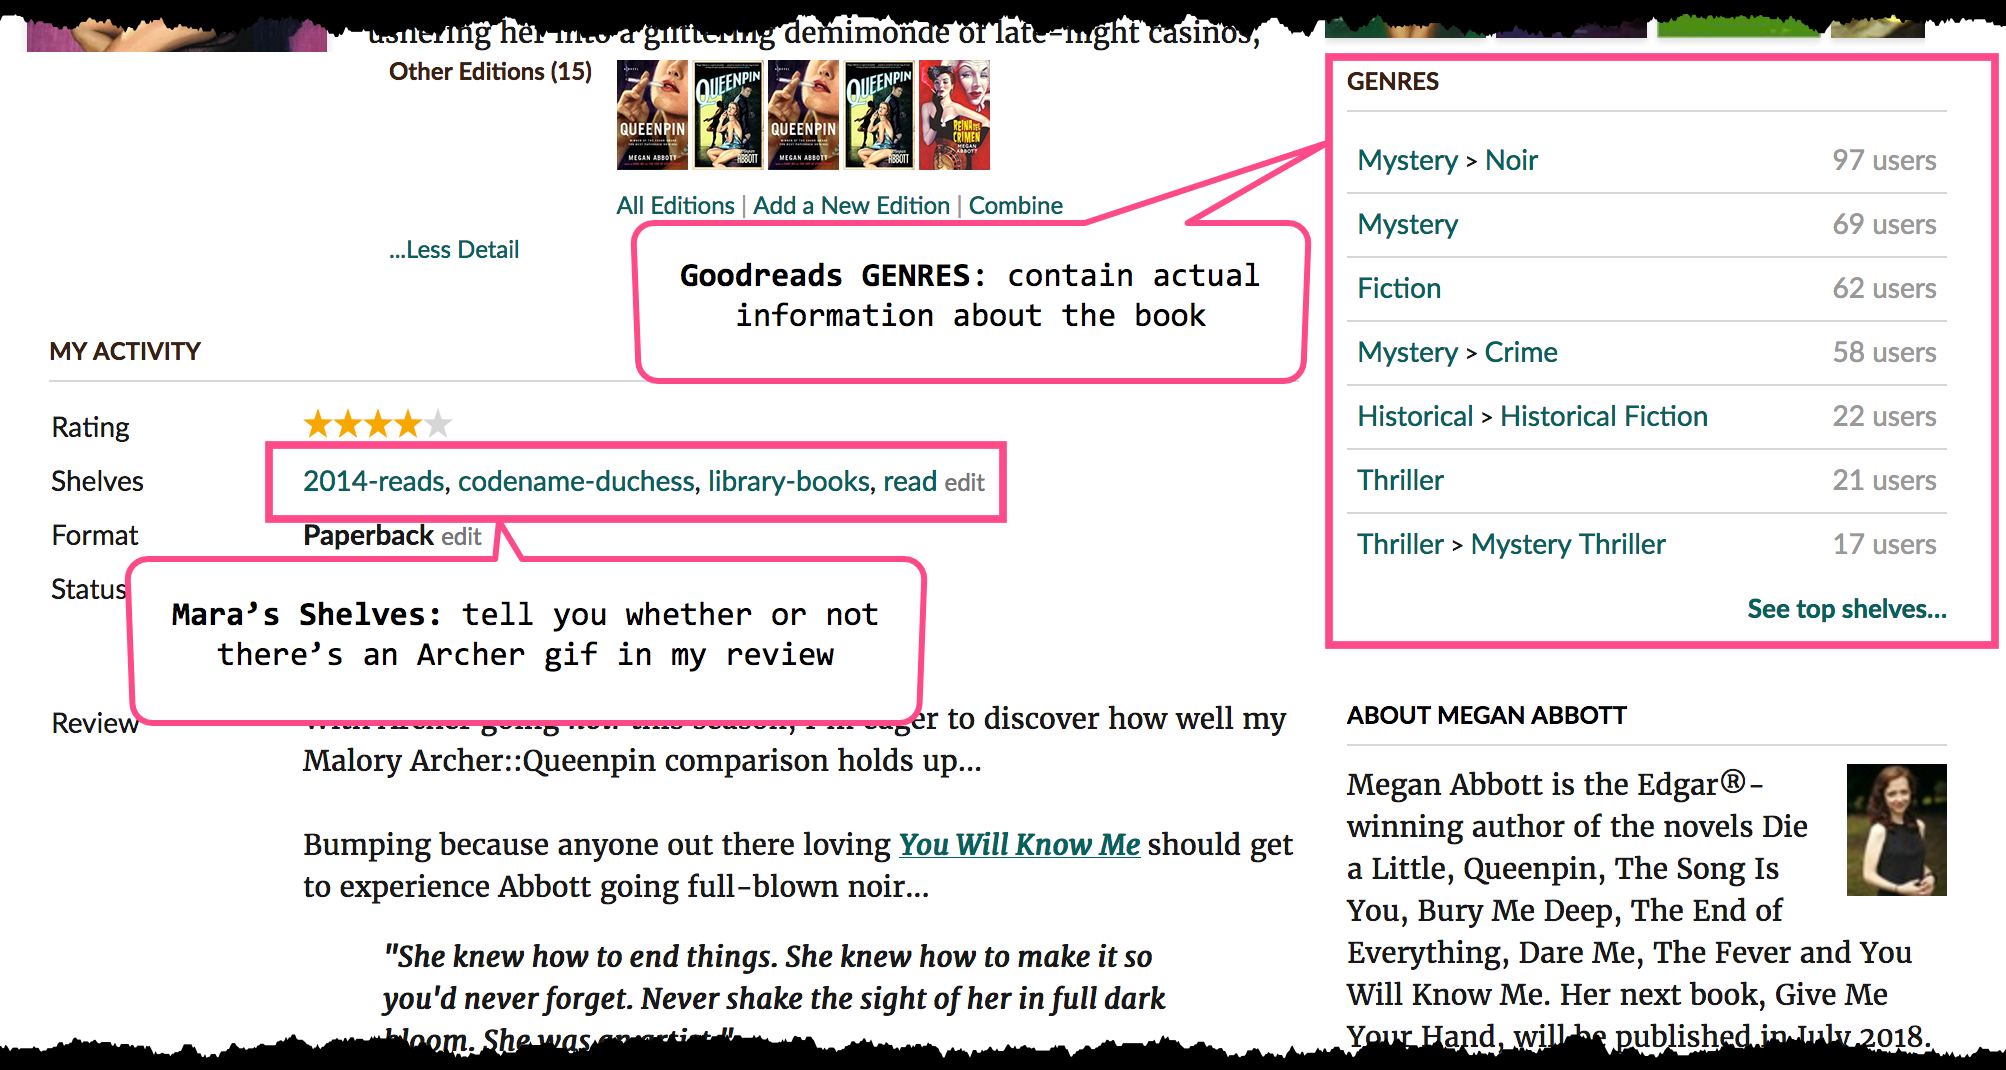 ushering her into a glittering demimonde of late-night casinos,
Other Editions (15)
QUEENPIN
MEGAN ABBOTT
QUEENPIN
ABBOTT
QUEENPIN
MEGAN ABBOTT
QUEENPIN
ABBOTT
REINA DEL
CRIMEN
MEGAN
ABBOTT
All Editions | Add a New Edition | Combine
...Less Detail
Goodreads GENRES: contain actual
information about the book
MY ACTIVITY
Rating
Shelves 2014-reads, codename-duchess, library-books, read edit
Format Paperback edit
Status
Mara’s Shelves: tell you whether or not
there’s an Archer gif in my review
Review With Archer going this season, I'm eager to discover how well my
Malory Archer::Queenpin comparison holds up...
Bumping because anyone out there loving You Will Know Me should get
to experience Abbott going full-blown noir...
"She knew how to end things. She knew how to make it so
you'd never forget. Never shake the sight of her in full dark
bloom. She was an artist."
GENRES
Mystery > Noir 97 users
Mystery 69 users
Fiction 62 users
Mystery > Crime 58 users
Historical > Historical Fiction 22 users
Thriller 21 users
Thriller > Mystery Thriller 17 users
See top shelves...
ABOUT MEGAN ABBOTT
Megan Abbott is the Edgar®-
winning author of the novels Die
a Little, Queenpin, The Song Is
You, Bury Me Deep, The End of
Everything, Dare Me, The Fever and You
Will Know Me. Her next book, Give Me
Your Hand, will be published in July 2018.